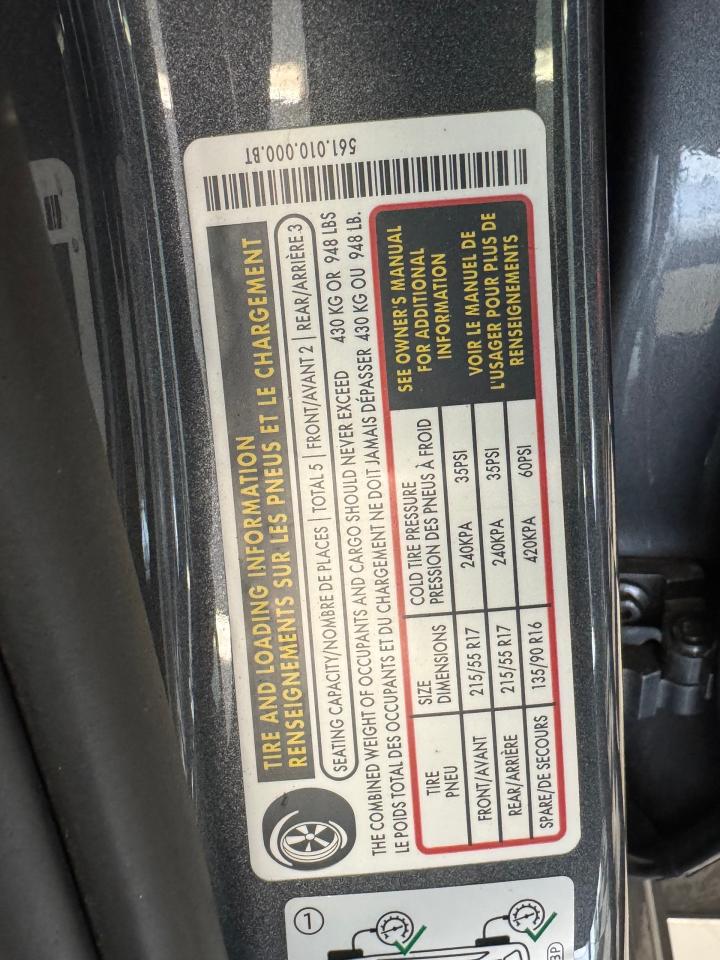 561.010.000.BT
TIRE AND LOADING INFORMATION
RENSEIGNEMENTS SUR LES PNEUS ET LE CHARGEMENT
SEATING CAPACITY/NOMBRE DE PLACES | TOTAL 5 | FRONT/AVANT 2 | REAR/ARRIÈRE 3
THE COMBINED WEIGHT OF OCCUPANTS AND CARGO SHOULD NEVER EXCEED 430 KG OR 948 LBS
LE POIDS TOTAL DES OCCUPANTS ET DU CHARGEMENT NE DOIT JAMAIS DÉPASSER 430 KG OU 948 LB.
TIRE SIZE COLD TIRE PRESSURE
PNEU DIMENSIONS PRESSION DES PNEUS À FROID
FRONT/AVANT 215/55 R17 240KPA 35PSI
REAR/ARRIÈRE 215/55 R17 240KPA 35PSI
SPARE/DE SECOURS 135/90 R16 420KPA 60PSI
SEE OWNER'S MANUAL
FOR ADDITIONAL
INFORMATION
VOIR LE MANUEL DE
L'USAGER POUR PLUS DE
RENSEIGNEMENTS
1